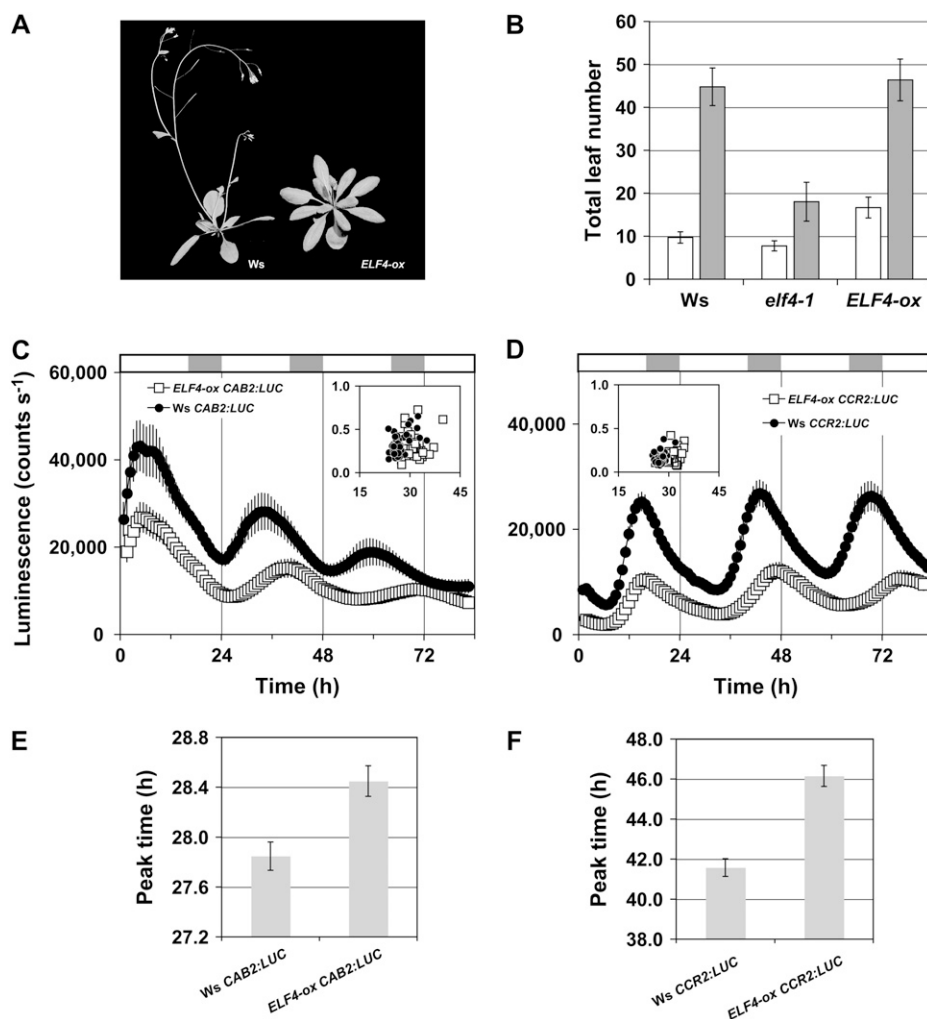 A
Ws
ELF4-ox
B
Total leaf number
60
50
40
30
20
10
0
Ws
elf4-1
ELF4-ox
C
Luminescence (counts s⁻¹)
60,000
40,000
20,000
0
ELF4-ox CAB2:LUC
Ws CAB2:LUC
1.0
0.5
0.0
15 30 45
0 24 48 72
Time (h)
D
40,000
20,000
0
1.0
0.5
0.0
15 30 45
ELF4-ox CCR2:LUC
Ws CCR2:LUC
0 24 48 72
Time (h)
E
Peak time (h)
28.8
28.4
28.0
27.6
27.2
Ws CAB2:LUC
ELF4-ox CAB2:LUC
F
Peak time (h)
48.0
46.0
44.0
42.0
40.0
38.0
Ws CCR2:LUC
ELF4-ox CCR2:LUC